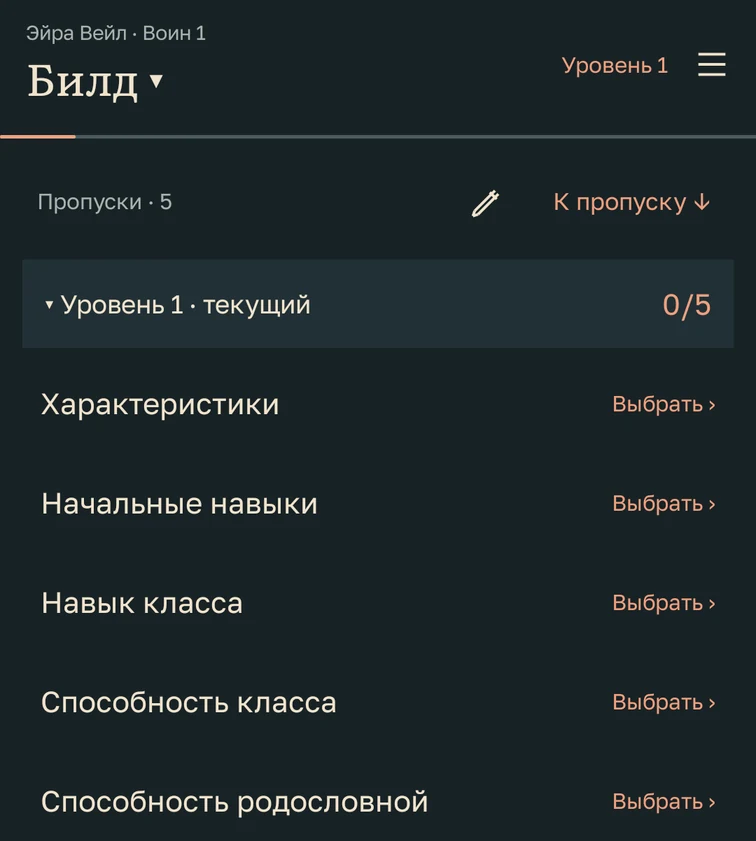 Эйра Вейл · Воин 1
Билд ▾
Уровень 1
Пропуски · 5
К пропуску ↓
▾ Уровень 1 · текущий
0/5
Характеристики
Выбрать ›
Начальные навыки
Выбрать ›
Навык класса
Выбрать ›
Способность класса
Выбрать ›
Способность родословной
Выбрать ›